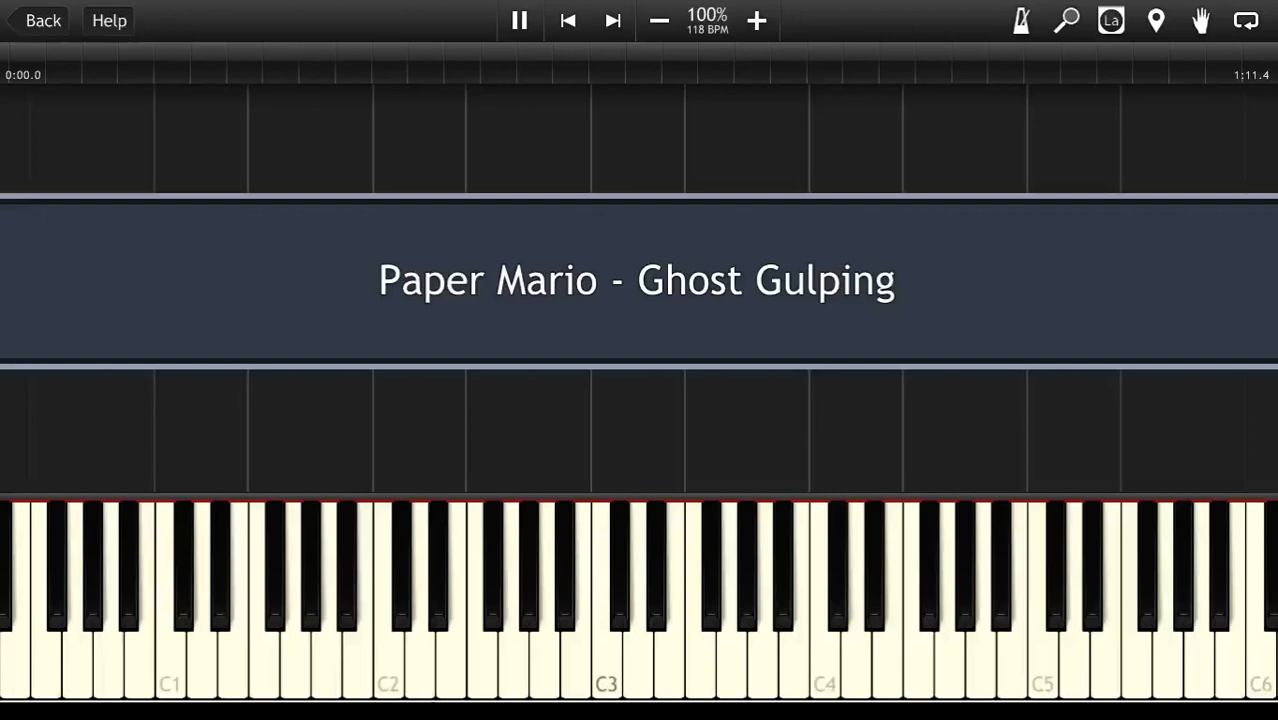 Back Help 100% La
118 BPM
0:00.0 1:11.4
Paper Mario - Ghost Gulping
C1 C2 C3 C4 C5 C6